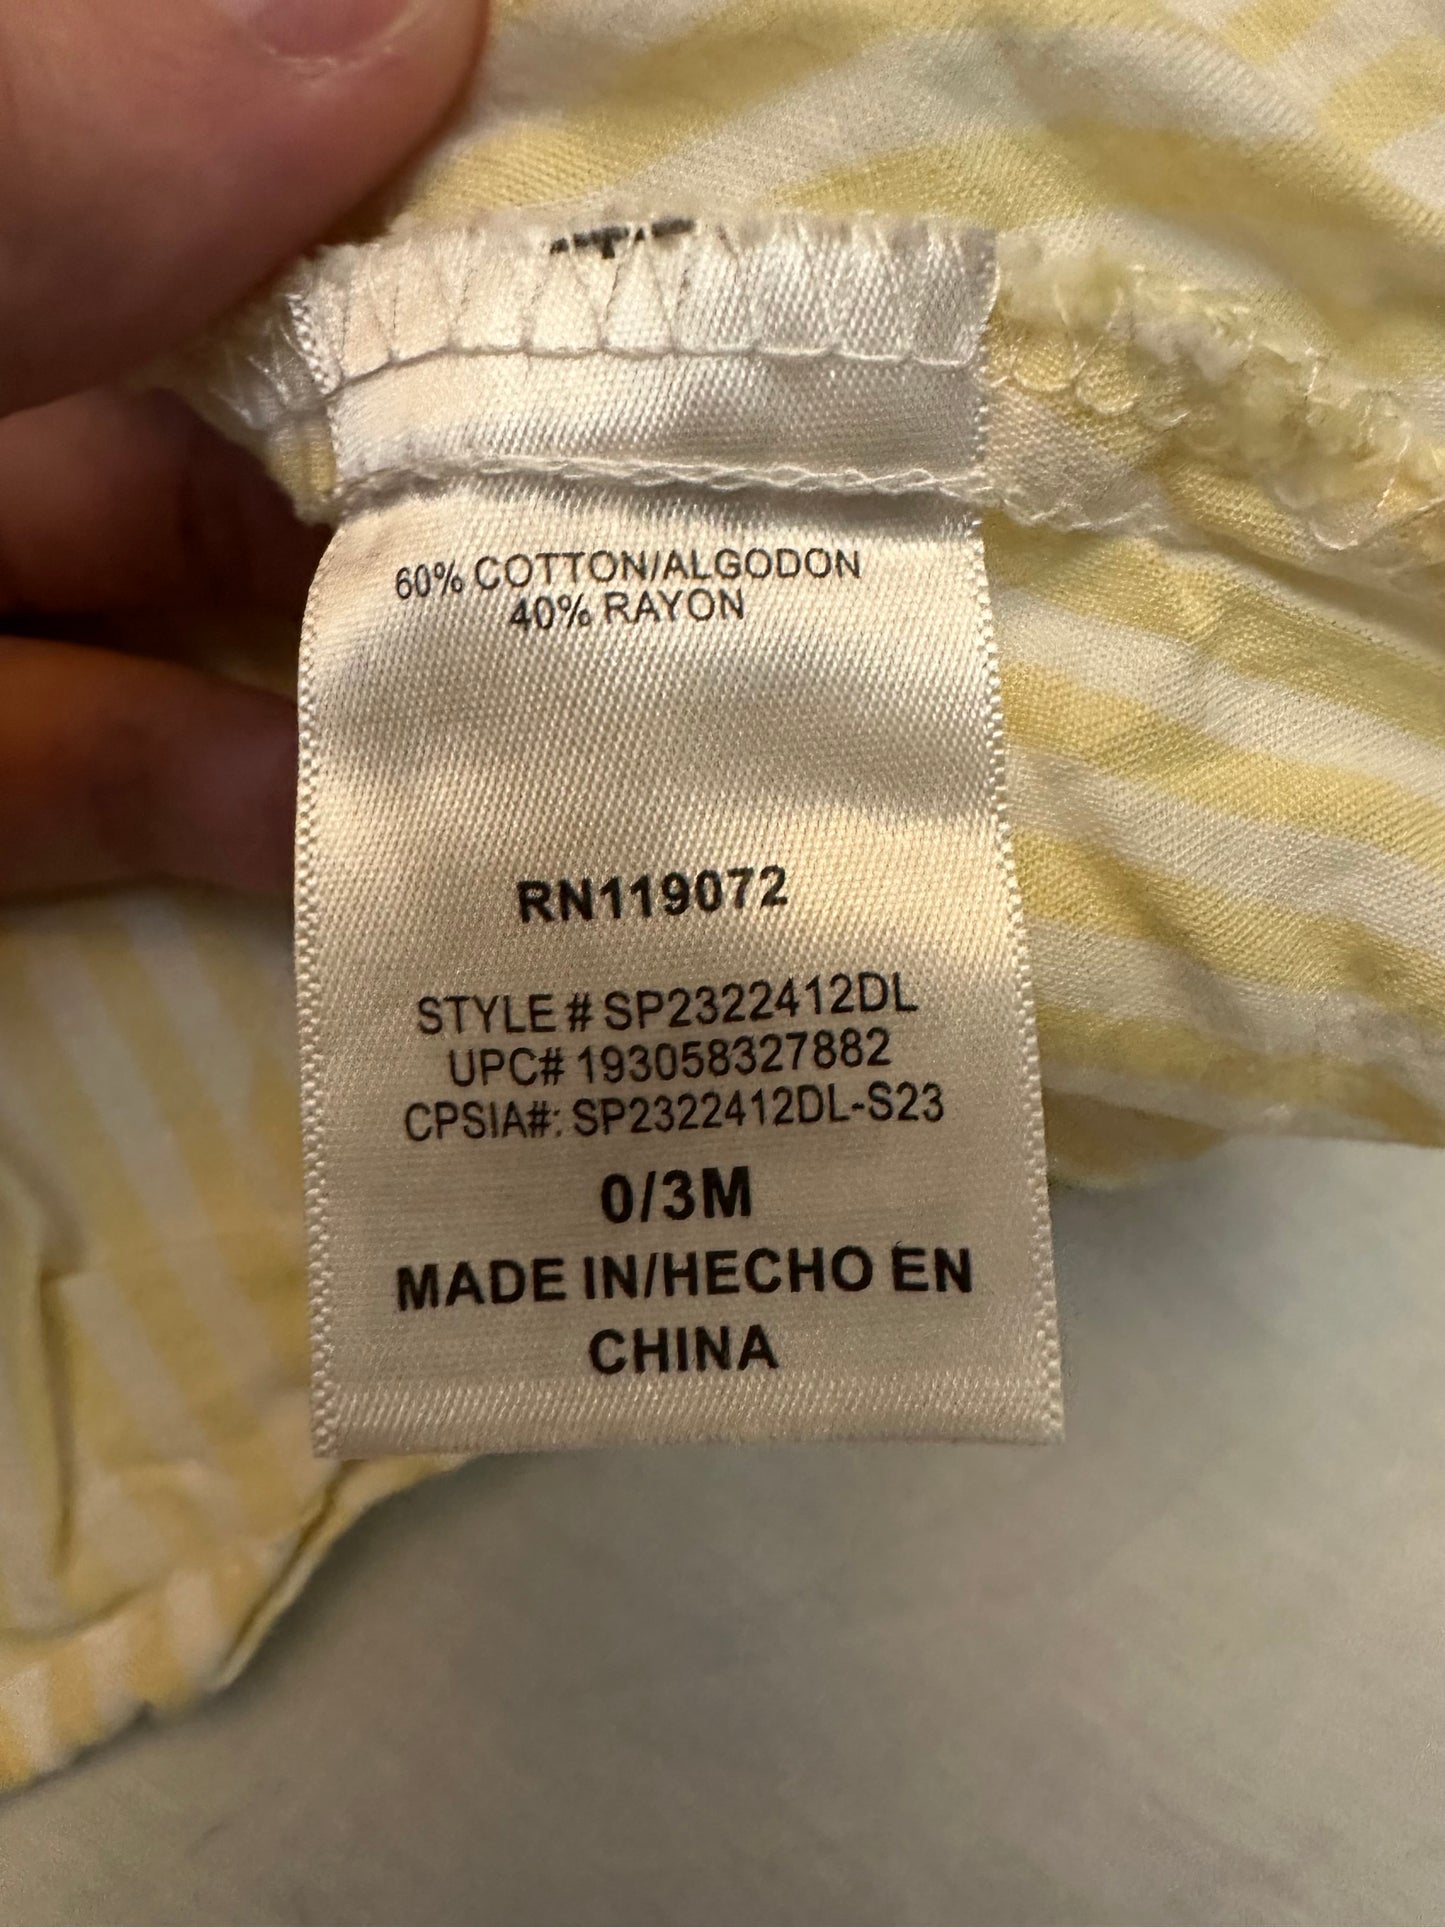 60% COTTON/ALGODON
40% RAYON
RN119072
STYLE # SP2322412DL
UPC# 193058327882
CPSIA#: SP2322412DL-S23
0/3M
MADE IN/HECHO EN
CHINA